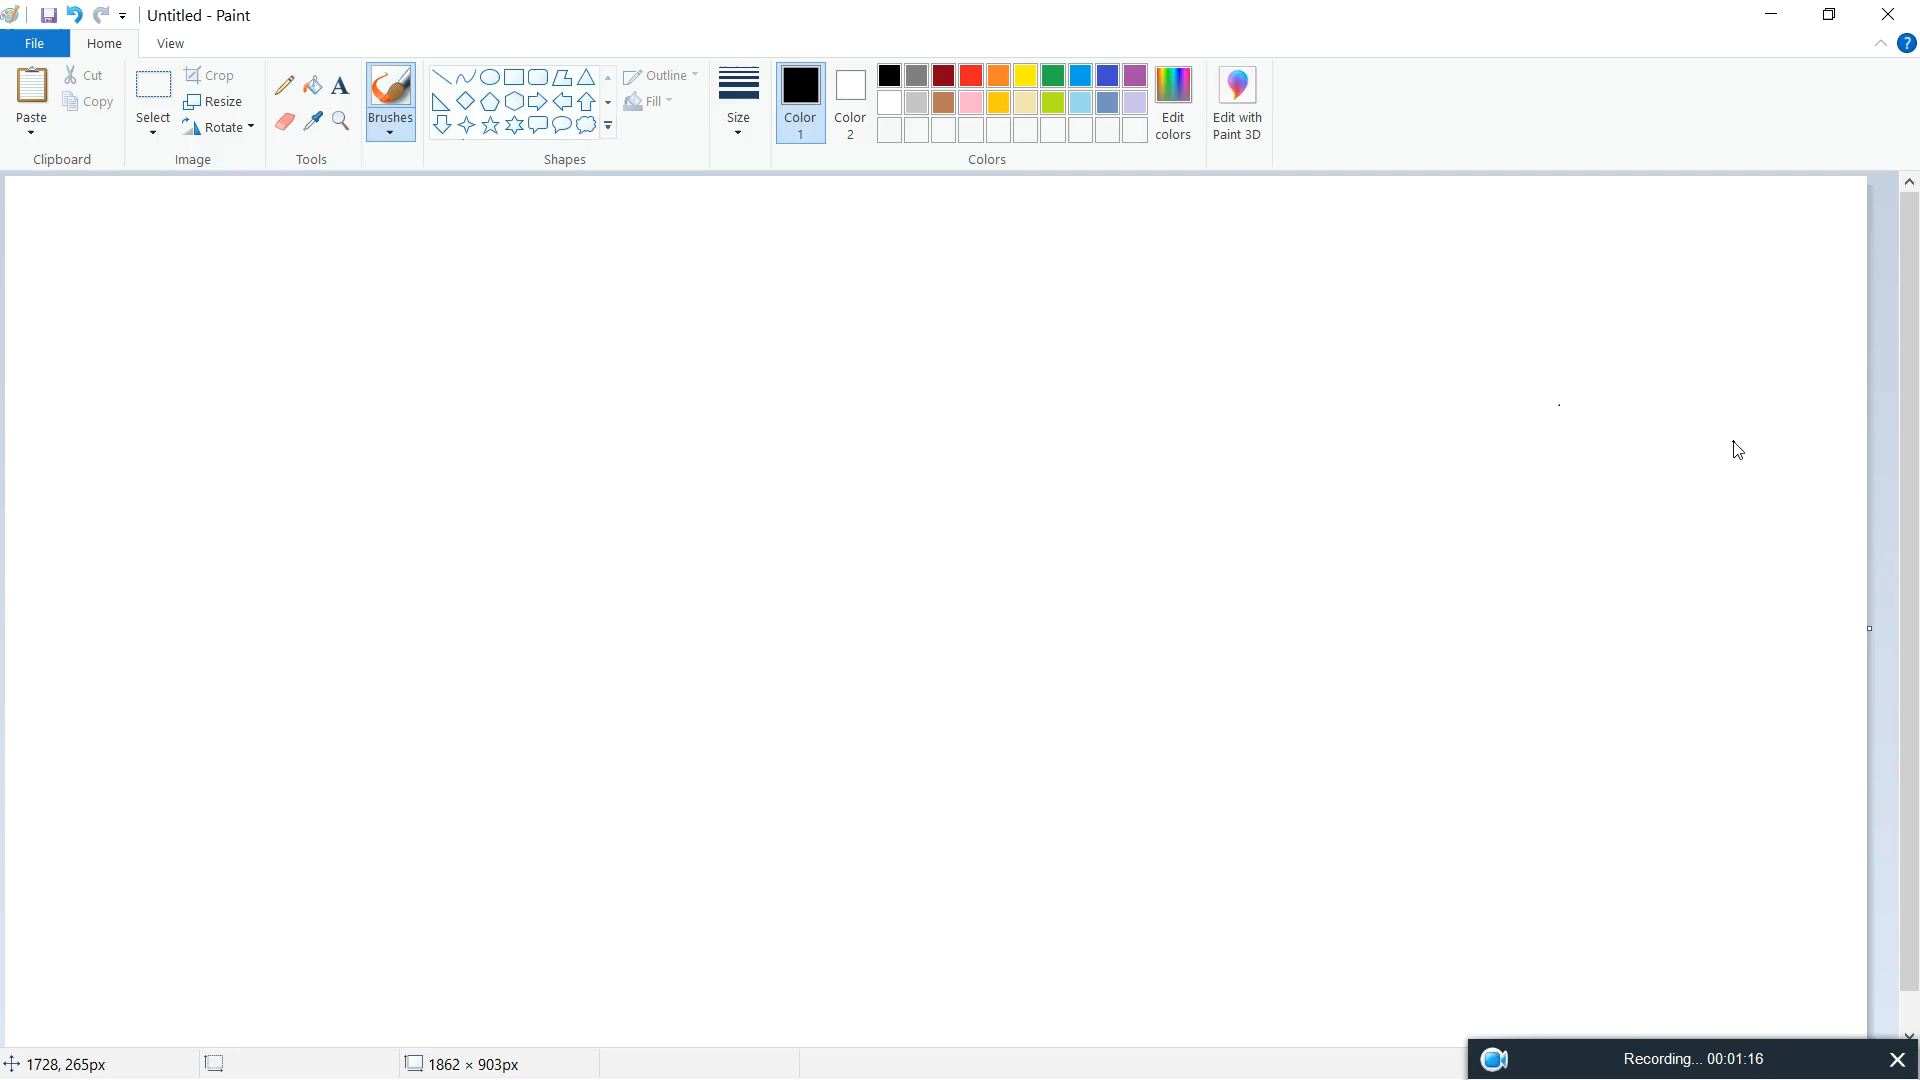 Untitled - Paint
File
Home
View
Paste
Cut
Copy
Clipboard
Select
Crop
Resize
Rotate
Image
A
Tools
Brushes
Outline
Fill
Shapes
Size
Color
1
Color
2
Colors
Edit
colors
Edit with
Paint 3D
?
1728, 265px
1862 × 903px
Recording... 00:01:16